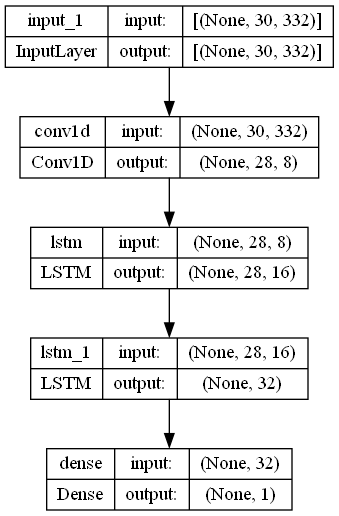 input_1 input: [(None, 30, 332)]
InputLayer output: [(None, 30, 332)]
conv1d input: (None, 30, 332)
Conv1D output: (None, 28, 8)
lstm input: (None, 28, 8)
LSTM output: (None, 28, 16)
lstm_1 input: (None, 28, 16)
LSTM output: (None, 32)
dense input: (None, 32)
Dense output: (None, 1)